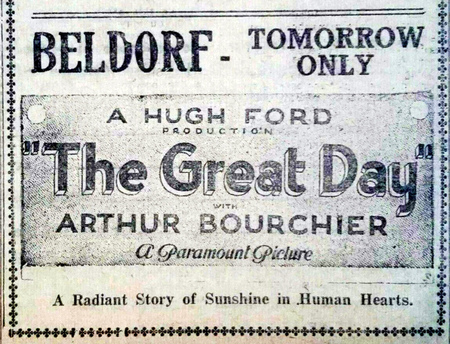 BELDORF - TOMORROW
ONLY
A HUGH FORD
PRODUCTION
"The Great Day"
WITH
ARTHUR BOURCHIER
A Paramount Picture
A Radiant Story of Sunshine in Human Hearts.